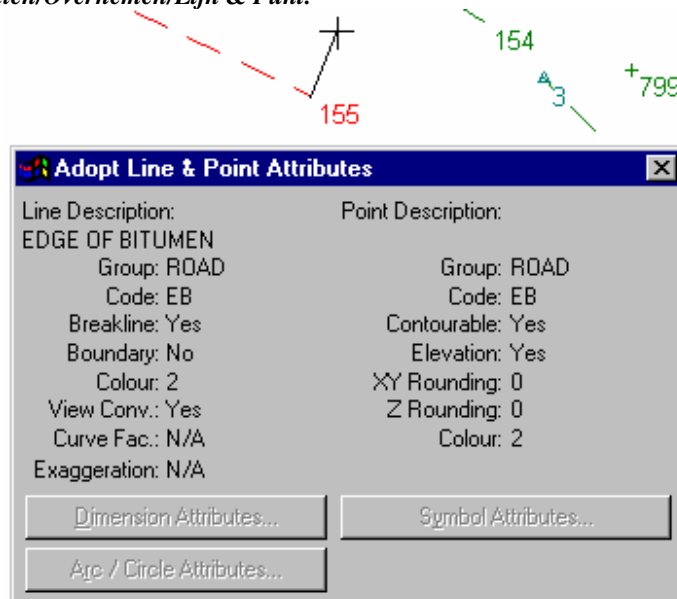 154
3
+799
155
Adopt Line & Point Attributes
Line Description: Point Description:
EDGE OF BITUMEN
Group: ROAD Group: ROAD
Code: EB Code: EB
Breakline: Yes Contourable: Yes
Boundary: No Elevation: Yes
Colour: 2 XY Rounding: 0
View Conv.: Yes Z Rounding: 0
Curve Fac.: N/A Colour: 2
Exaggeration: N/A
Dimension Attributes... Symbol Attributes...
Arc / Circle Attributes...